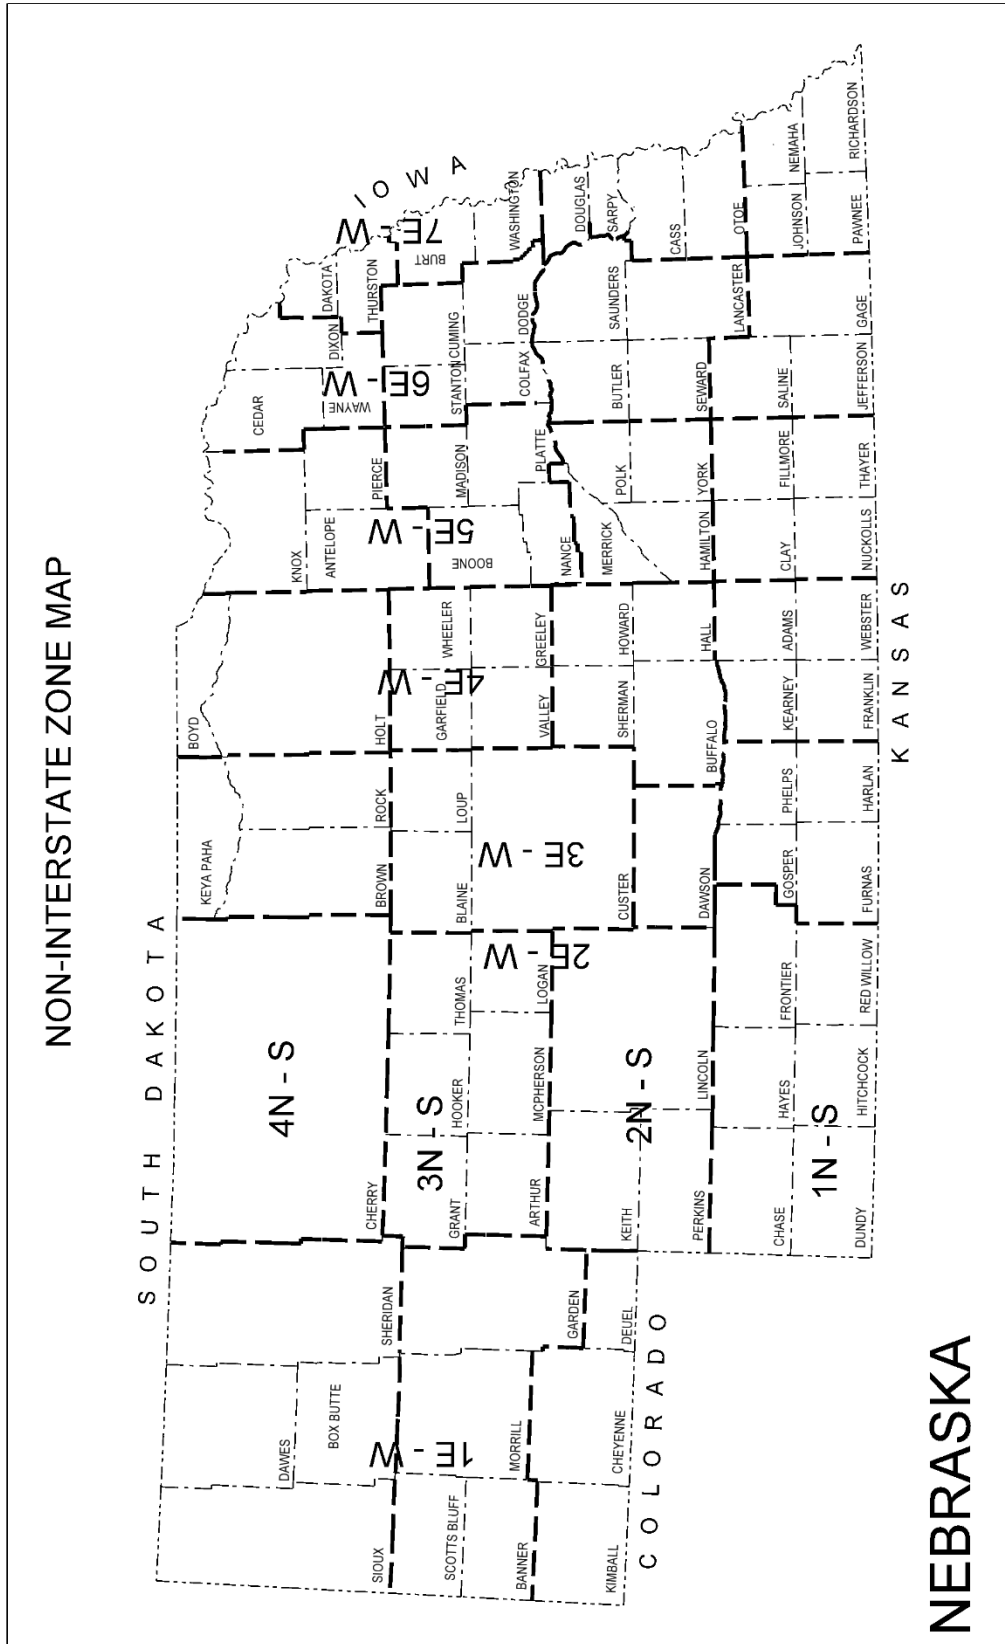 NON-INTERSTATE ZONE MAP
SOUTH DAKOTA
IOWA
KANSAS
COLORADO
NEBRASKA
1E - W
2E - W
3E - W
4E - W
5E - W
6E - W
7E - W
4N - S
3N - S
2N - S
1N - S
SIOUX
DAWES
BOX BUTTE
SHERIDAN
SCOTTS BLUFF
BANNER
MORRILL
GARDEN
KIMBALL
CHEYENNE
DEUEL
CHERRY
GRANT
HOOKER
THOMAS
ARTHUR
MCPHERSON
LOGAN
KEITH
PERKINS
LINCOLN
CHASE
HAYES
FRONTIER
DUNDY
HITCHCOCK
RED WILLOW
KEYA PAHA
BROWN
ROCK
BLAINE
LOUP
CUSTER
DAWSON
GOSPER
PHELPS
FURNAS
HARLAN
BOYD
HOLT
GARFIELD
WHEELER
VALLEY
GREELEY
SHERMAN
HOWARD
BUFFALO
HALL
KEARNEY
ADAMS
FRANKLIN
WEBSTER
KNOX
ANTELOPE
PIERCE
BOONE
MADISON
PLATTE
NANCE
MERRICK
POLK
HAMILTON
YORK
CLAY
FILLMORE
NUCKOLLS
THAYER
CEDAR
DIXON
DAKOTA
WAYNE
THURSTON
STANTON
CUMING
BURT
COLFAX
DODGE
WASHINGTON
BUTLER
SAUNDERS
DOUGLAS
SARPY
CASS
SEWARD
LANCASTER
OTOE
SALINE
JEFFERSON
GAGE
JOHNSON
NEMAHA
PAWNEE
RICHARDSON